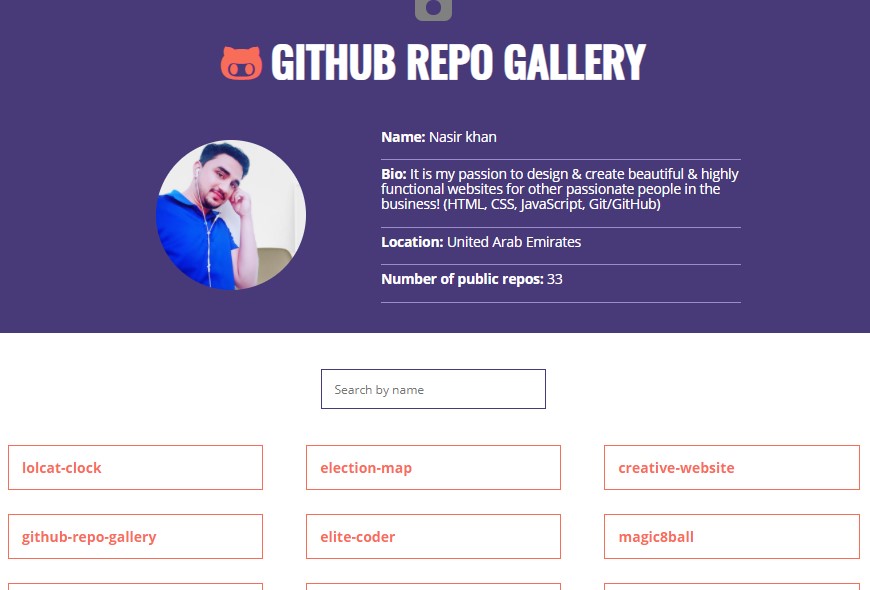 GITHUB REPO GALLERY
Name: Nasir khan
Bio: It is my passion to design & create beautiful & highly
functional websites for other passionate people in the
business! (HTML, CSS, JavaScript, Git/GitHub)
Location: United Arab Emirates
Number of public repos: 33
Search by name
lolcat-clock
election-map
creative-website
github-repo-gallery
elite-coder
magic8ball